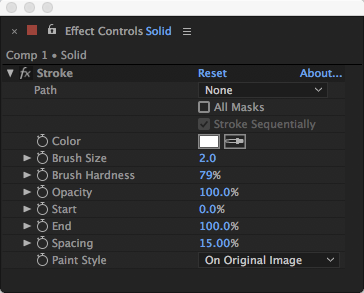 × Effect Controls Solid ≡
Comp 1 • Solid
fx Stroke Reset About...
Path None
All Masks
Stroke Sequentially
Color
Brush Size 2.0
Brush Hardness 79%
Opacity 100.0%
Start 0.0%
End 100.0%
Spacing 15.00%
Paint Style On Original Image